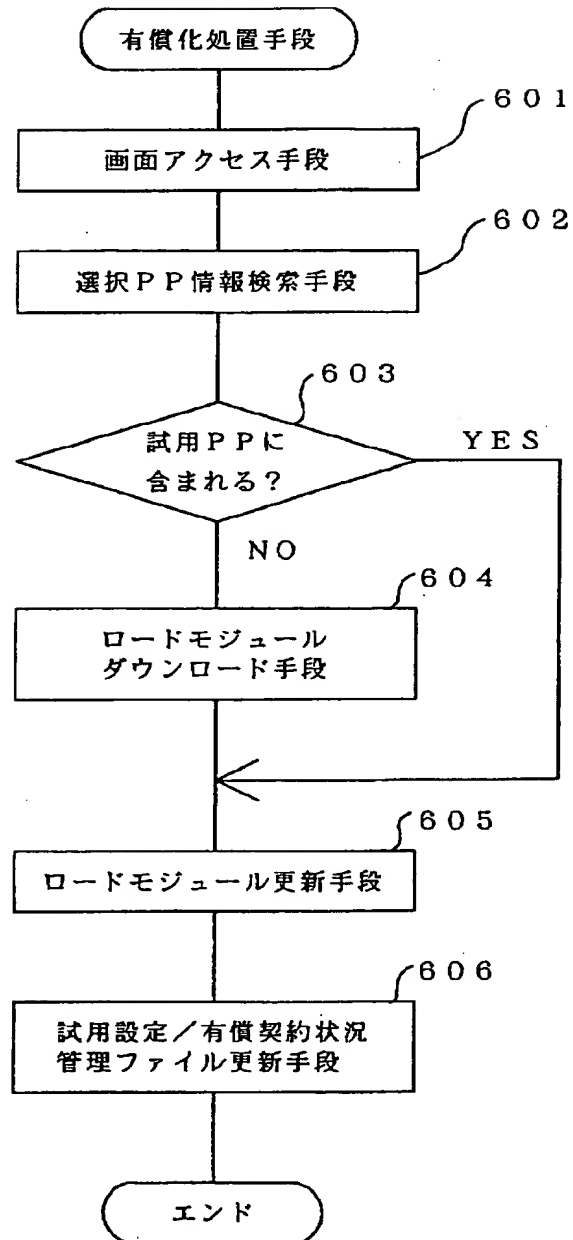 有償化処置手段
601
画面アクセス手段
602
選択ＰＰ情報検索手段
603
試用ＰＰに
含まれる？
YES
NO
604
ロードモジュール
ダウンロード手段
605
ロードモジュール更新手段
606
試用設定／有償契約状況
管理ファイル更新手段
エンド